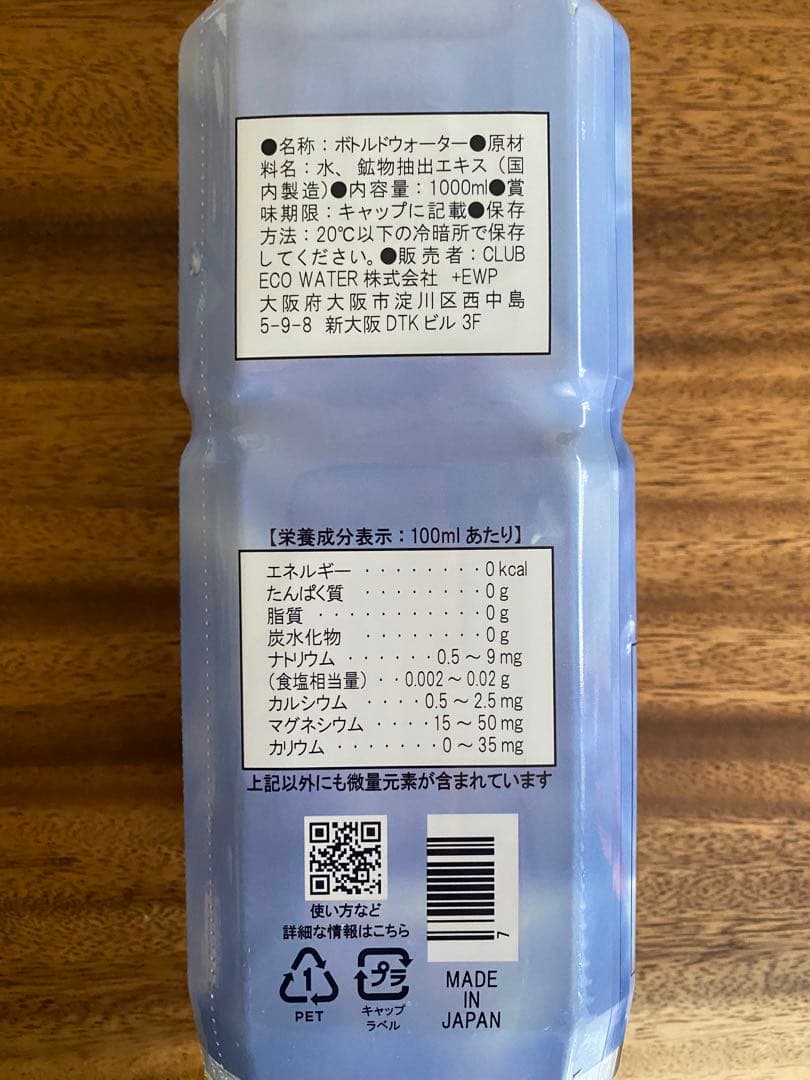 ●名称：ボトルドウォーター●原材
料名：水、鉱物抽出エキス（国
内製造）●内容量：1000ml●賞
味期限：キャップに記載●保存
方法：20℃以下の冷暗所で保存
してください。●販売者：CLUB
ECO WATER 株式会社 +EWP
大阪府大阪市淀川区西中島
5-9-8 新大阪 DTK ビル 3F
【栄養成分表示：100ml あたり】
エネルギー ········ 0 kcal
たんぱく質 ········ 0 g
脂質 ·········· 0 g
炭水化物 ········ 0 g
ナトリウム ······ 0.5 ～ 9 mg
（食塩相当量）·· 0.002 ～ 0.02 g
カルシウム ···· 0.5 ～ 2.5 mg
マグネシウム ···· 15 ～ 50 mg
カリウム ······· 0 ～ 35 mg
上記以外にも微量元素が含まれています
使い方など
詳細な情報はこちら
7
1
PET
プラ
キャップ
ラベル
MADE
IN
JAPAN